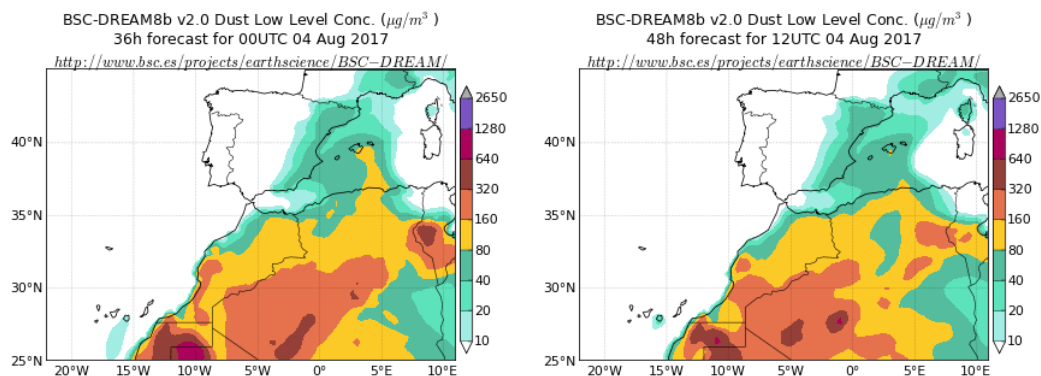 BSC-DREAM8b v2.0 Dust Low Level Conc. (μg/m³ )
36h forecast for 00UTC 04 Aug 2017
http://www.bsc.es/projects/earthscience/BSC−DREAM/
40°N
35°N
30°N
25°N
20°W
15°W
10°W
5°W
0°
5°E
10°E
2650
1280
640
320
160
80
40
20
10
BSC-DREAM8b v2.0 Dust Low Level Conc. (μg/m³ )
48h forecast for 12UTC 04 Aug 2017
http://www.bsc.es/projects/earthscience/BSC−DREAM/
40°N
35°N
30°N
25°N
20°W
15°W
10°W
5°W
0°
5°E
10°E
2650
1280
640
320
160
80
40
20
10